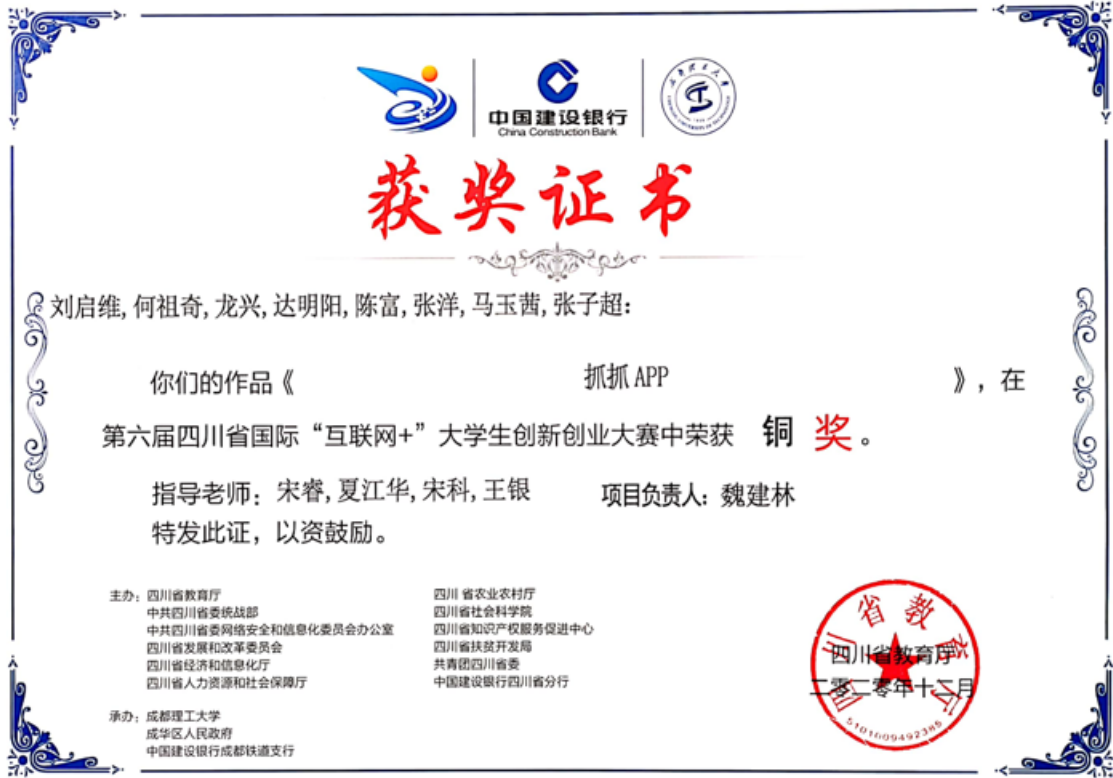 中国建设银行
China Construction Bank
获奖证书
刘启维, 何祖奇, 龙兴, 达明阳, 陈富, 张洋, 马玉茜, 张子超:
你们的作品《 抓抓 APP 》，在
第六届四川省国际“互联网+”大学生创新创业大赛中荣获 铜 奖。
指导老师：宋睿, 夏江华, 宋科, 王银 项目负责人：魏建林
特发此证，以资鼓励。
主办：四川省教育厅 四川 省农业农村厅
中共四川省委统战部 四川省社会科学院
中共四川省委网络安全和信息化委员会办公室 四川省知识产权服务促进中心
四川省发展和改革委员会 四川省扶贫开发局
四川省经济和信息化厅 共青团四川省委
四川省人力资源和社会保障厅 中国建设银行四川省分行
承办：成都理工大学
成华区人民政府
中国建设银行成都铁道支行
四川省教育厅
二零二零年十二月
四川省教育厅
5101009492385